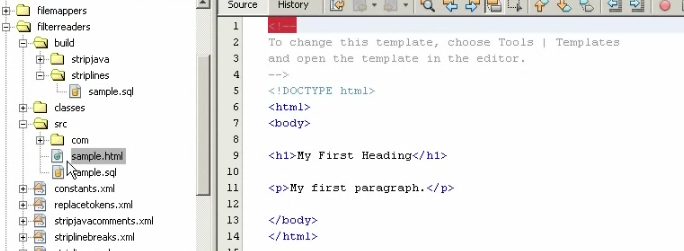 filemappers
filterreaders
build
stripjava
striplines
sample.sql
classes
src
com
sample.html
sample.sql
constants.xml
replacetokens.xml
stripjavacomments.xml
striplinebreaks.xml
Source History
1 <!--
2 To change this template, choose Tools | Templates
3 and open the template in the editor.
4 -->
5 <!DOCTYPE html>
6 <html>
7 <body>
8
9 <h1>My First Heading</h1>
10
11 <p>My first paragraph.</p>
12
13 </body>
14 </html>